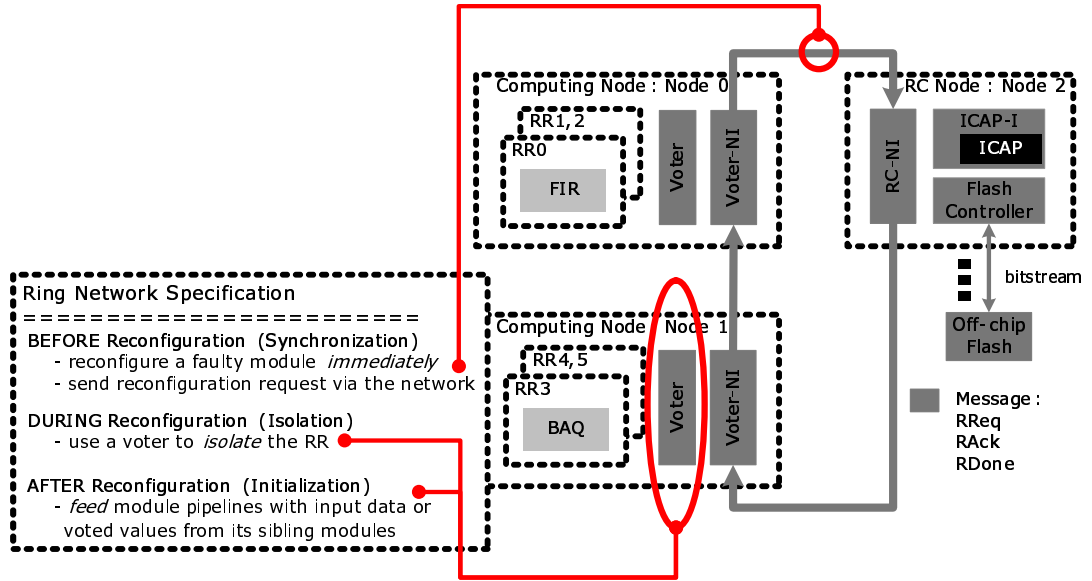 Computing Node : Node 0
RR1,2
RR0
FIR
Voter
Voter-NI
RC Node : Node 2
RC-NI
ICAP-I
ICAP
Flash
Controller
bitstream
Off-chip
Flash
Ring Network Specification
=============================
BEFORE Reconfiguration (Synchronization)
- reconfigure a faulty module immediately
- send reconfiguration request via the network
DURING Reconfiguration (Isolation)
- use a voter to isolate the RR
AFTER Reconfiguration (Initialization)
- feed module pipelines with input data or
voted values from its sibling modules
Computing Node : Node 1
RR4,5
RR3
BAQ
Voter
Voter-NI
Message :
RReq
RAck
RDone